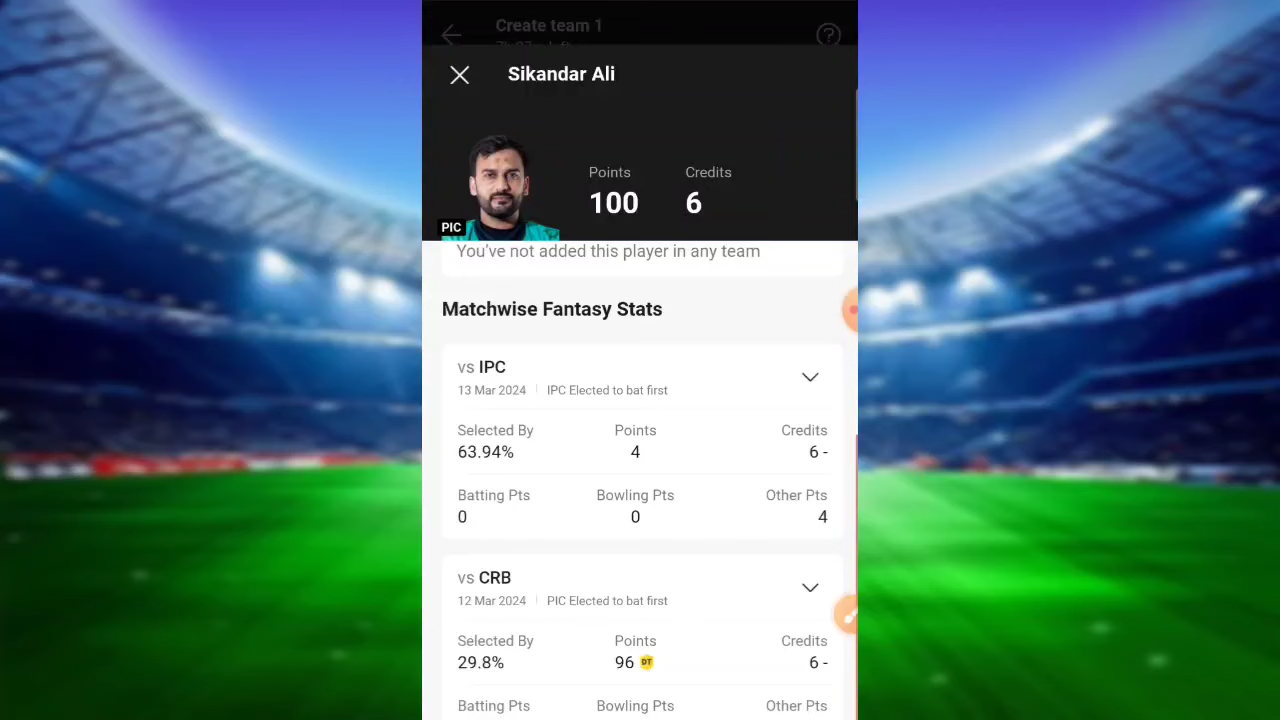 Create team 1
Sikandar Ali
Points
Credits
100
6
PIC
You've not added this player in any team
Matchwise Fantasy Stats
vs IPC
13 Mar 2024 | IPC Elected to bat first
Selected By Points Credits
63.94% 4 6 -
Batting Pts Bowling Pts Other Pts
0 0 4
vs CRB
12 Mar 2024 | PIC Elected to bat first
Selected By Points Credits
29.8% 96 DT 6 -
Batting Pts Bowling Pts Other Pts